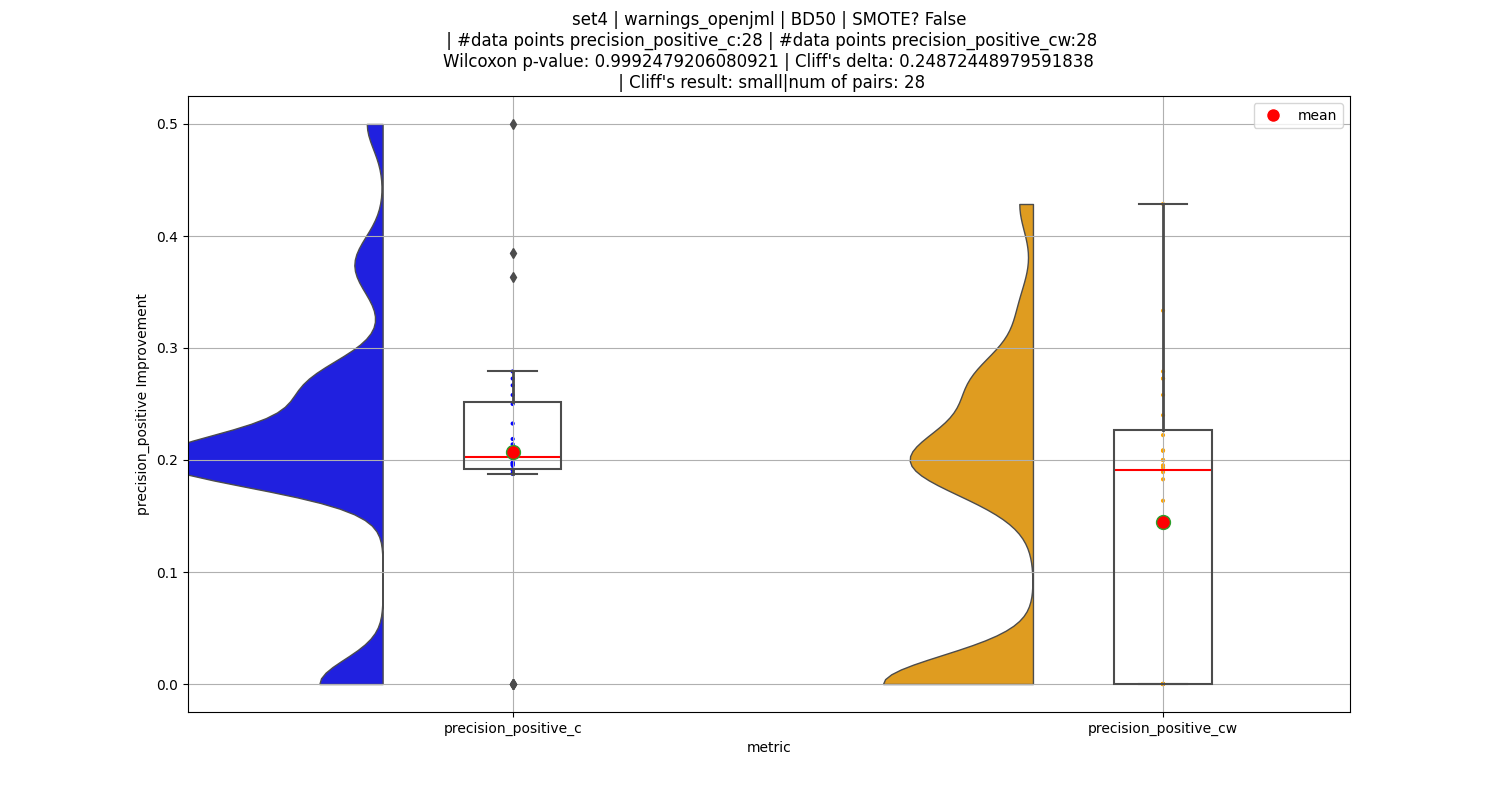 set4 | warnings_openjml | BD50 | SMOTE? False
| #data points precision_positive_c:28 | #data points precision_positive_cw:28
Wilcoxon p-value: 0.9992479206080921 | Cliff's delta: 0.24872448979591838
| Cliff's result: small|num of pairs: 28
mean
0.5
0.4
0.3
0.2
0.1
0.0
precision_positive Improvement
precision_positive_c
precision_positive_cw
metric